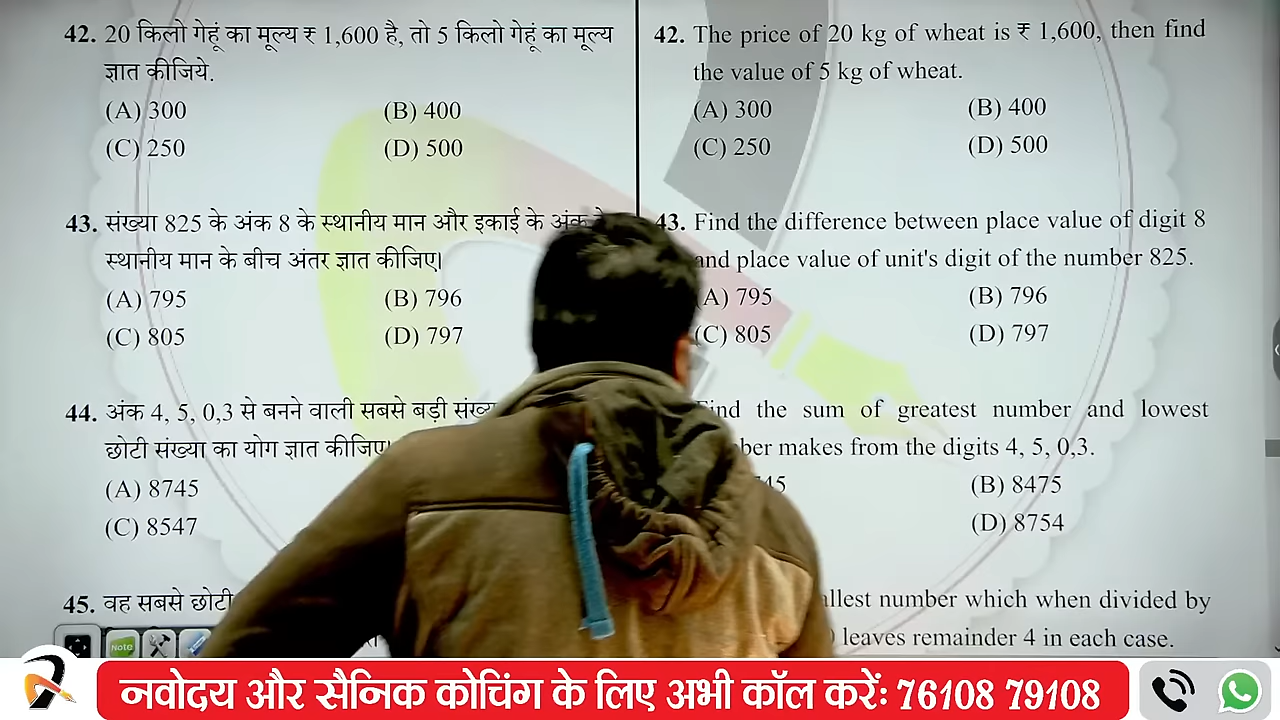 42. 20 किलो गेहूं का मूल्य ₹ 1,600 है, तो 5 किलो गेहूं का मूल्य
ज्ञात कीजिये.
(A) 300 (B) 400
(C) 250 (D) 500
43. संख्या 825 के अंक 8 के स्थानीय मान और इकाई के अंक के
स्थानीय मान के बीच अंतर ज्ञात कीजिए।
(A) 795 (B) 796
(C) 805 (D) 797
44. अंक 4, 5, 0,3 से बनने वाली सबसे बड़ी
छोटी संख्या का योग ज्ञात कीजिए।
(A) 8745
(C) 8547
45. वह सबसे छोटी
42. The price of 20 kg of wheat is ₹ 1,600, then find
the value of 5 kg of wheat.
(A) 300 (B) 400
(C) 250 (D) 500
43. Find the difference between place value of digit 8
and place value of unit's digit of the number 825.
(A) 795 (B) 796
(C) 805 (D) 797
Find the sum of greatest number and lowest
makes from the digits 4, 5, 0,3.
(B) 8475
(D) 8754
number which when divided by
leaves remainder 4 in each case.
Note
नवोदय और सैनिक कोचिंग के लिए अभी कॉल करें: 76108 79108